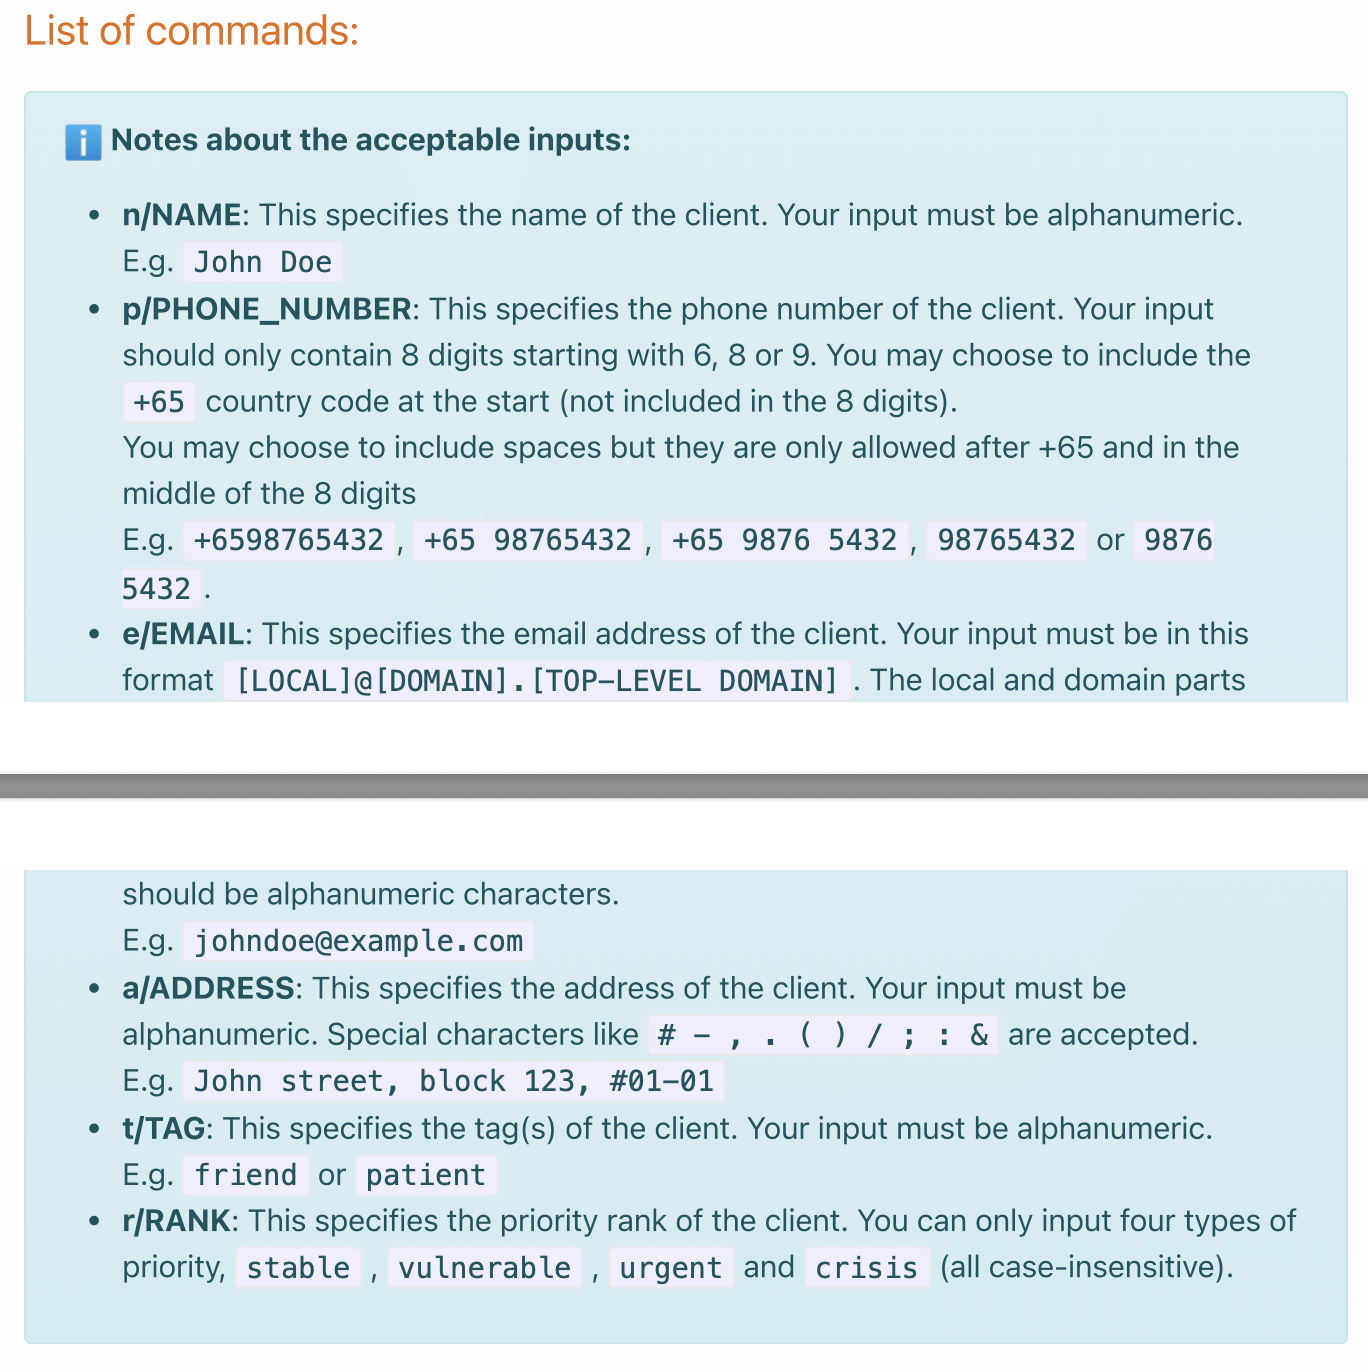 List of commands:
ℹ️ Notes about the acceptable inputs:
• n/NAME: This specifies the name of the client. Your input must be alphanumeric.
E.g. John Doe
• p/PHONE_NUMBER: This specifies the phone number of the client. Your input
should only contain 8 digits starting with 6, 8 or 9. You may choose to include the
+65 country code at the start (not included in the 8 digits).
You may choose to include spaces but they are only allowed after +65 and in the
middle of the 8 digits
E.g. +6598765432 , +65 98765432 , +65 9876 5432 , 98765432 or 9876
5432 .
• e/EMAIL: This specifies the email address of the client. Your input must be in this
format [LOCAL]@[DOMAIN].[TOP-LEVEL DOMAIN] . The local and domain parts
should be alphanumeric characters.
E.g. johndoe@example.com
• a/ADDRESS: This specifies the address of the client. Your input must be
alphanumeric. Special characters like # - , . ( ) / ; : & are accepted.
E.g. John street, block 123, #01-01
• t/TAG: This specifies the tag(s) of the client. Your input must be alphanumeric.
E.g. friend or patient
• r/RANK: This specifies the priority rank of the client. You can only input four types of
priority, stable , vulnerable , urgent and crisis (all case-insensitive).